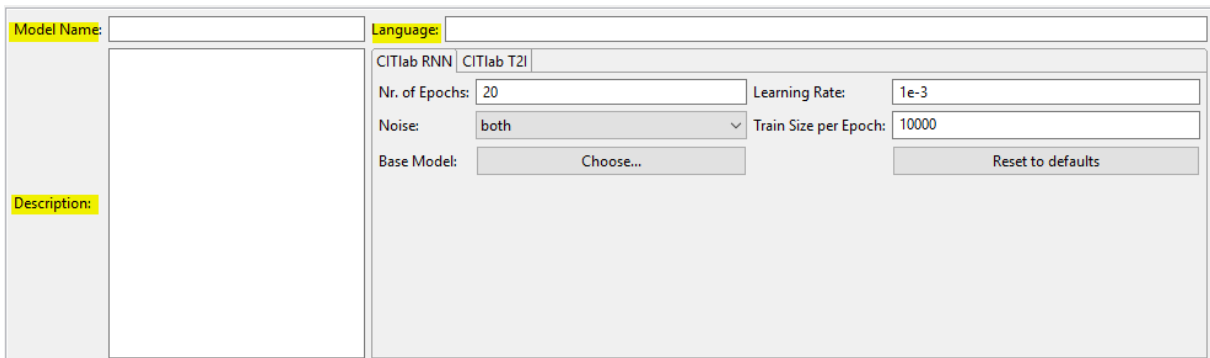 Model Name:
Language:
CITlab RNN CITlab T2I
Nr. of Epochs: 20 Learning Rate: 1e-3
Noise: both Train Size per Epoch: 10000
Base Model: Choose... Reset to defaults
Description: